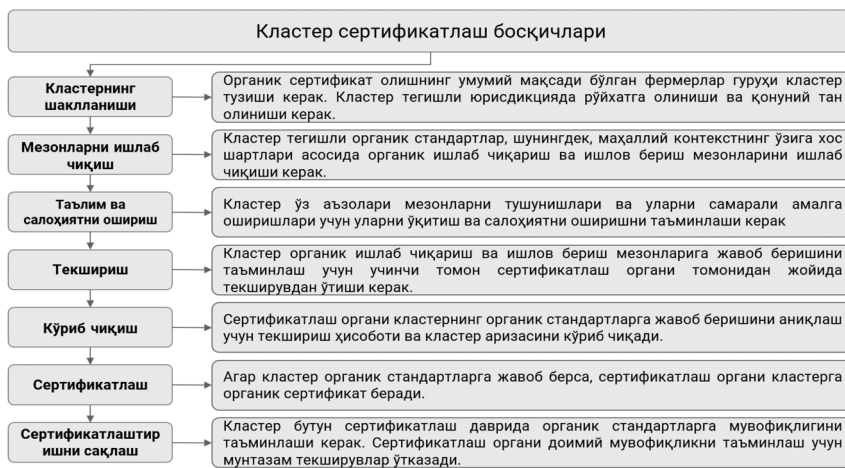 Кластер сертификатлаш босқичлари
Кластернинг
шаклланиши
Органик сертификат олишнинг умумий мақсади бўлган фермерлар гуруҳи кластер
тузиши керак. Кластер тегишли юрисдикцияда рўйхатга олиниши ва қонуний тан
олиниши керак.
Мезонларни ишлаб
чиқиш
Кластер тегишли органик стандартлар, шунингдек, маҳаллий контекстнинг ўзига хос
шартлари асосида органик ишлаб чиқариш ва ишлов бериш мезонларини ишлаб
чиқиши керак.
Таълим ва
салоҳиятни ошириш
Кластер ўз аъзолари мезонларни тушунишлари ва уларни самарали амалга
оширишлари учун уларни ўқитиш ва салоҳиятни оширишни таъминлаши керак
Текшириш
Кластер органик ишлаб чиқариш ва ишлов бериш мезонларига жавоб беришини
таъминлаш учун учинчи томон сертификатлаш органи томонидан жойида
текширувдан ўтиши керак.
Кўриб чиқиш
Сертификатлаш органи кластернинг органик стандартларга жавоб беришини аниқлаш
учун текшириш ҳисоботи ва кластер аризасини кўриб чиқади.
Сертификатлаш
Агар кластер органик стандартларга жавоб берса, сертификатлаш органи кластерга
органик сертификат беради.
Сертификатлаштир
ишни сақлаш
Кластер бутун сертификатлаш даврида органик стандартларга мувофиқлигини
таъминлаши керак. Сертификатлаш органи доимий мувофиқликни таъминлаш учун
мунтазам текширувлар ўтказади.